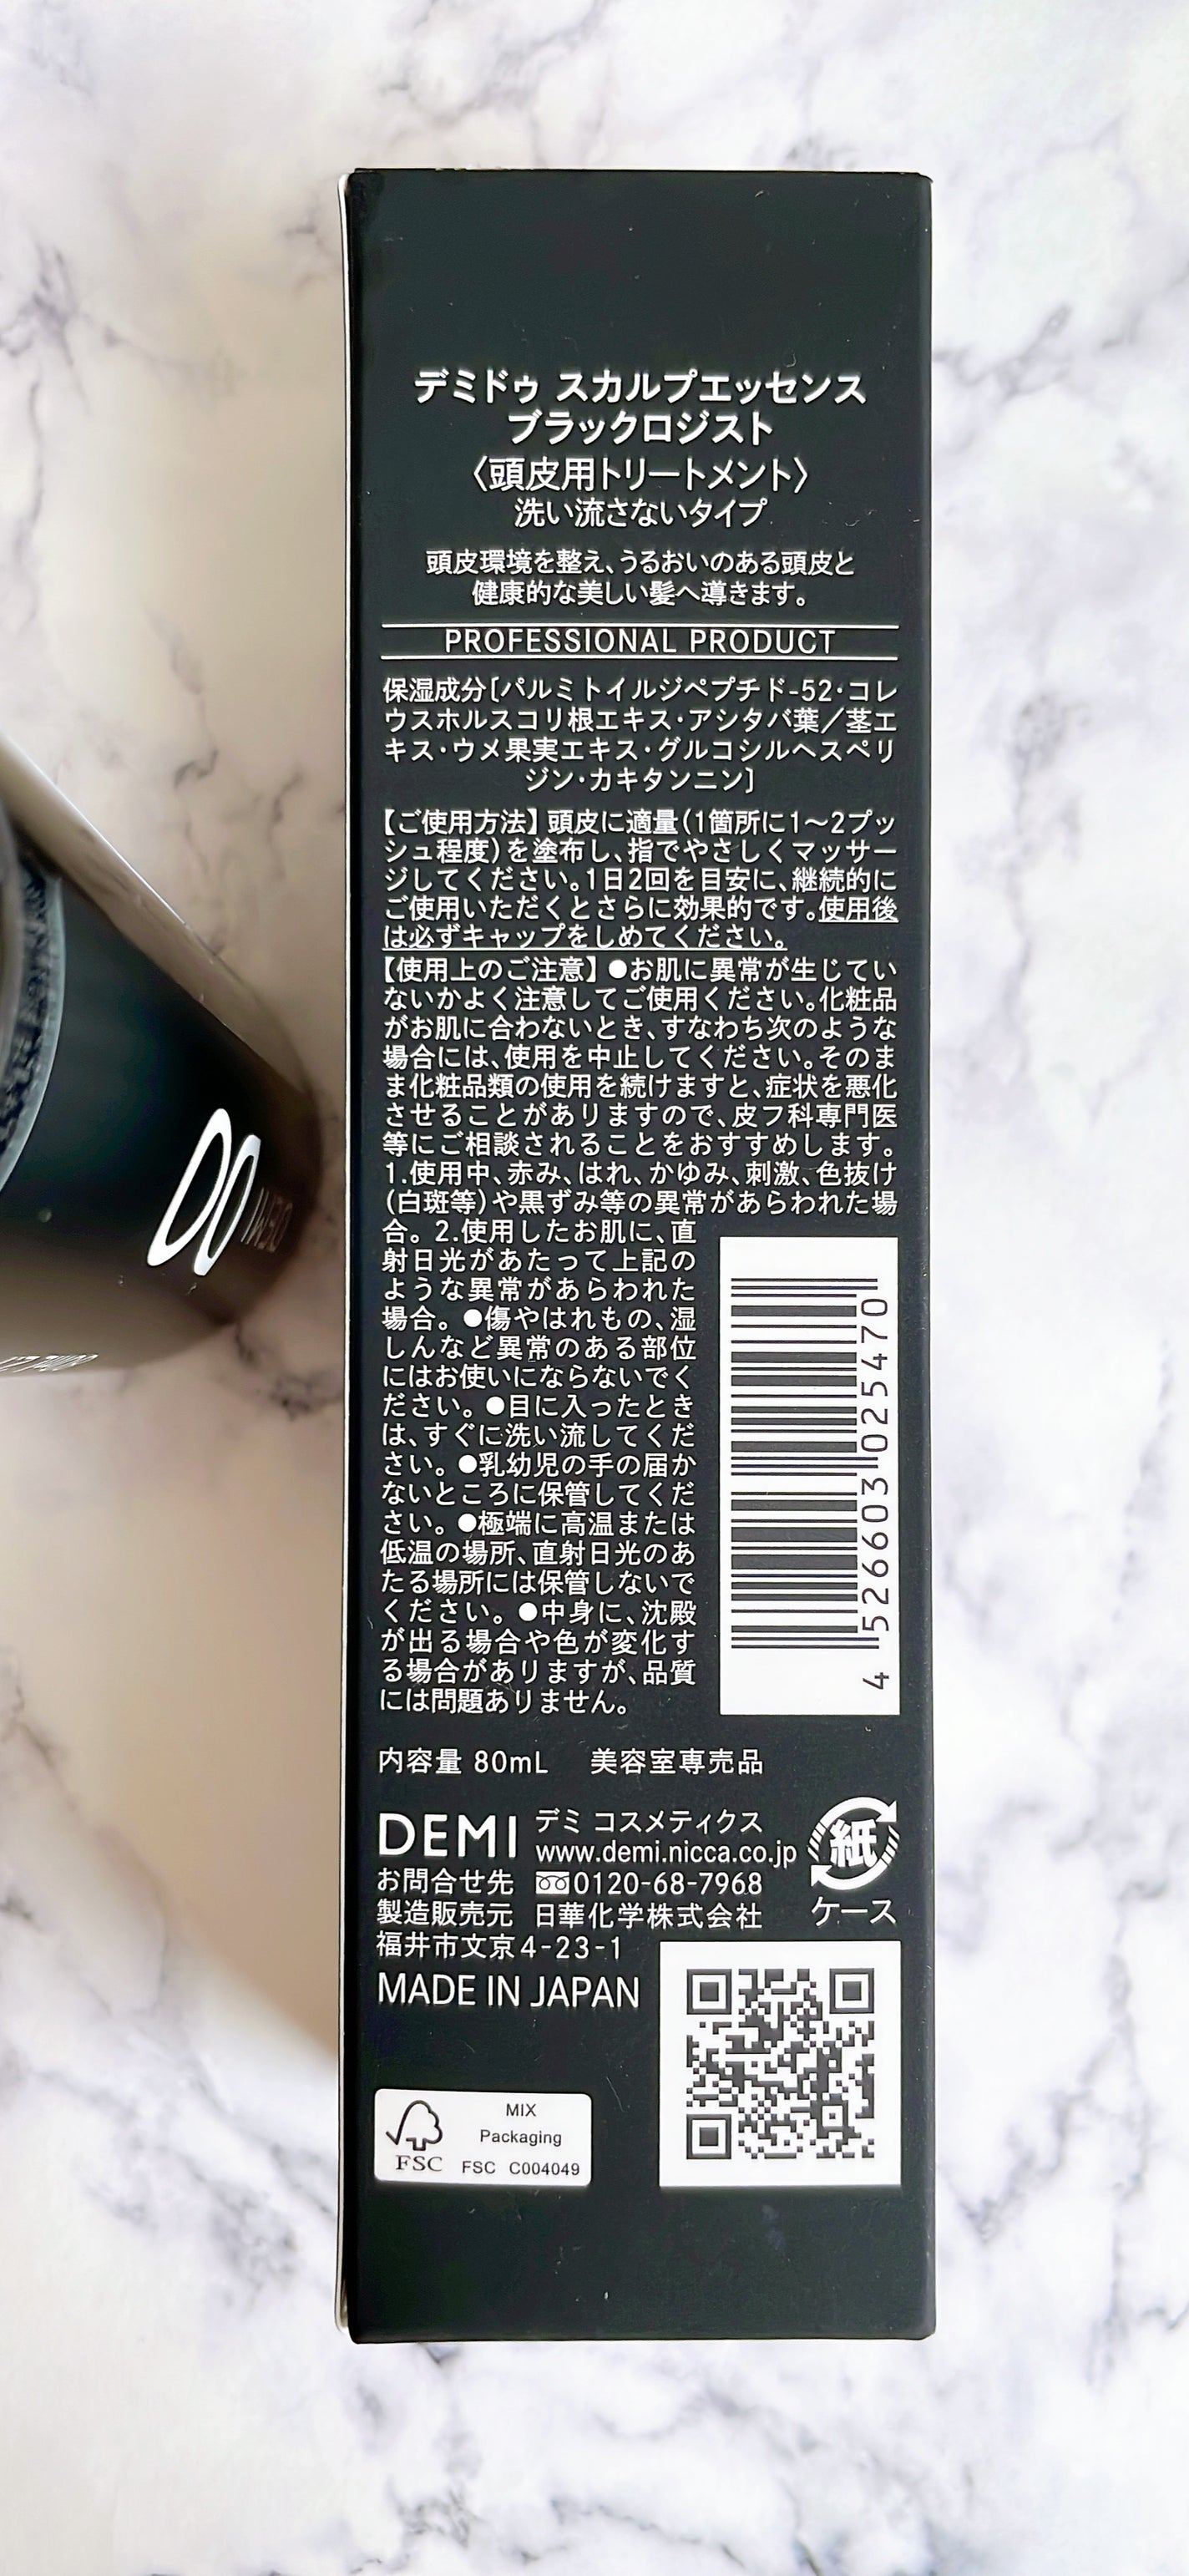 デミドゥ スカルプエッセンス
ブラックロジスト
〈頭皮用トリートメント〉
洗い流さないタイプ
頭皮環境を整え、うるおいのある頭皮と
健康的な美しい髪へ導きます。
PROFESSIONAL PRODUCT
保湿成分[パルミトイルジペプチド-52・コレ
ウスホルスコリ根エキス・アシタバ葉／茎エ
キス・ウメ果実エキス・グルコシルヘスペリ
ジン・カキタンニン]
【ご使用方法】頭皮に適量(1箇所に1～2プッ
シュ程度)を塗布し、指でやさしくマッサー
ジしてください。1日2回を目安に、継続的に
ご使用いただくとさらに効果的です。使用後
は必ずキャップをしめてください。
【使用上のご注意】●お肌に異常が生じてい
ないかよく注意してご使用ください。化粧品
がお肌に合わないとき、すなわち次のような
場合には、使用を中止してください。そのま
ま化粧品類の使用を続けますと、症状を悪化
させることがありますので、皮フ科専門医
等にご相談されることをおすすめします。
1.使用中、赤み、はれ、かゆみ、刺激、色抜け
(白斑等)や黒ずみ等の異常があらわれた場
合。2.使用したお肌に、直
射日光があたって上記の
ような異常があらわれた
場合。●傷やはれもの、湿
しんなど異常のある部位
にはお使いにならないでく
ださい。●目に入ったとき
は、すぐに洗い流してくだ
さい。●乳幼児の手の届か
ないところに保管してくだ
さい。●極端に高温または
低温の場所、直射日光のあ
たる場所には保管しないで
ください。●中身に、沈殿
が出る場合や色が変化す
る場合がありますが、品質
には問題ありません。
4 526603 025470
内容量 80mL 美容室専売品
DEMI デミ コスメティクス
www.demi.nicca.co.jp
紙
ケース
お問合せ先 0120-68-7968
製造販売元 日華化学株式会社
福井市文京4-23-1
MADE IN JAPAN
MIX
Packaging
FSC FSC C004049
DO
DEMI